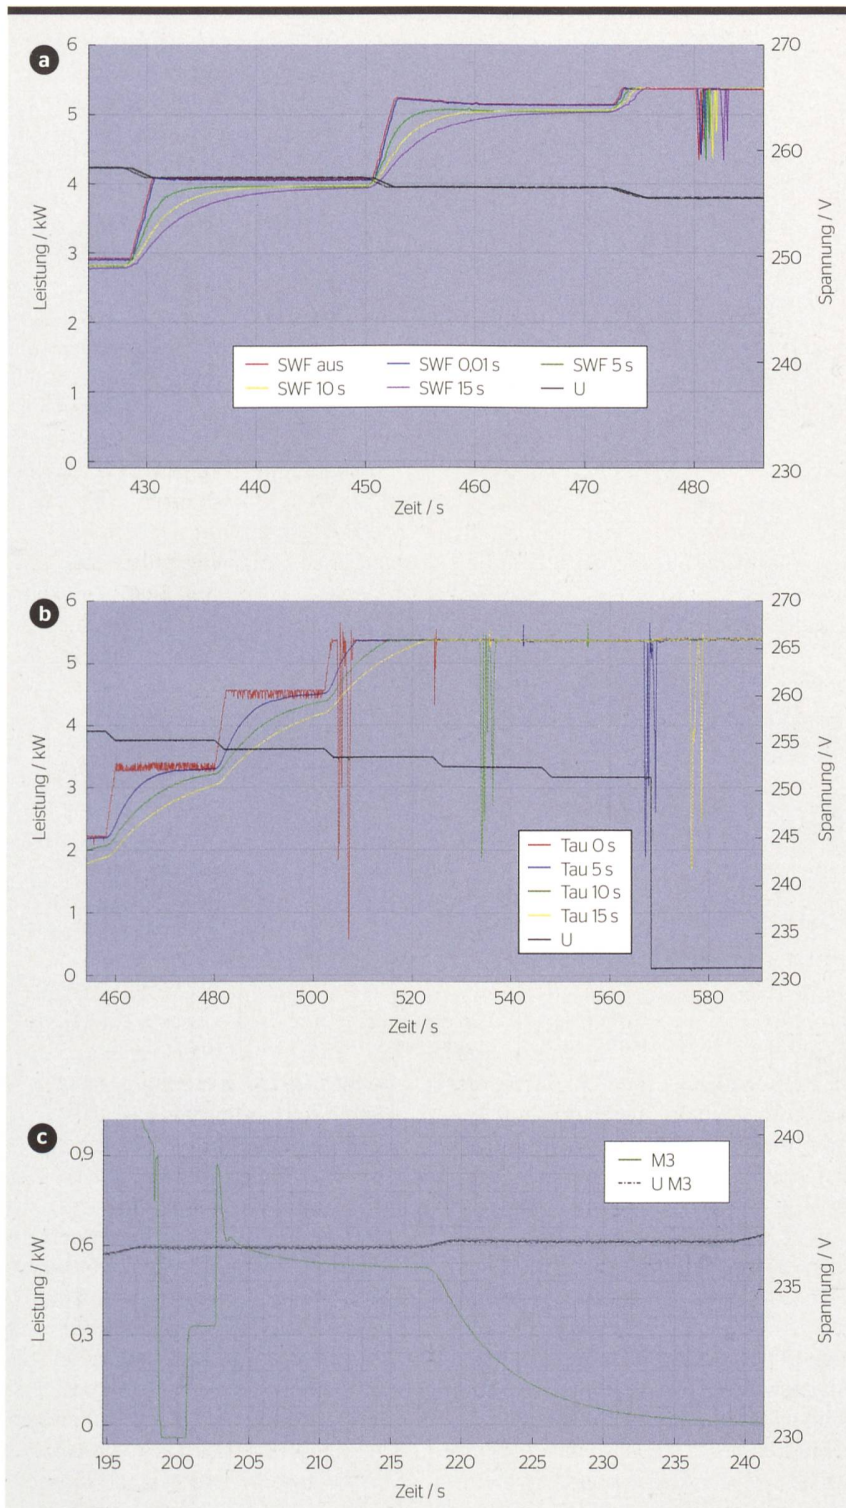 a
6
5
4
3
2
1
0
Leistung / kW
270
260
250
240
230
Spannung / V
SWF aus
SWF 0,01 s
SWF 5 s
SWF 10 s
SWF 15 s
U
430 440 450 460 470 480
Zeit / s
b
6
5
4
3
2
1
0
Leistung / kW
270
265
260
255
250
245
240
235
230
Spannung / V
Tau 0 s
Tau 5 s
Tau 10 s
Tau 15 s
U
460 480 500 520 540 560 580
Zeit / s
c
0,9
0,6
0,3
0
Leistung / kW
240
235
230
Spannung / V
M3
U M3
195 200 205 210 215 220 225 230 235 240
Zeit / s